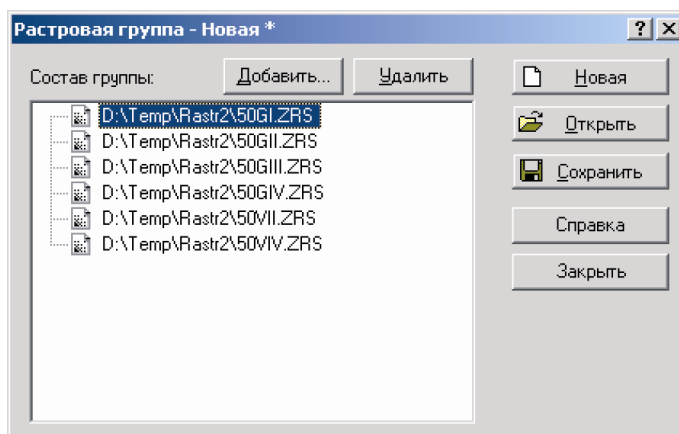 Растровая группа - Новая *
Состав группы: Добавить... Удалить
D:\Temp\Rastr2\50GI.ZRS
D:\Temp\Rastr2\50GII.ZRS
D:\Temp\Rastr2\50GIII.ZRS
D:\Temp\Rastr2\50GIV.ZRS
D:\Temp\Rastr2\50VII.ZRS
D:\Temp\Rastr2\50VIV.ZRS
Новая
Открыть
Сохранить
Справка
Закрыть